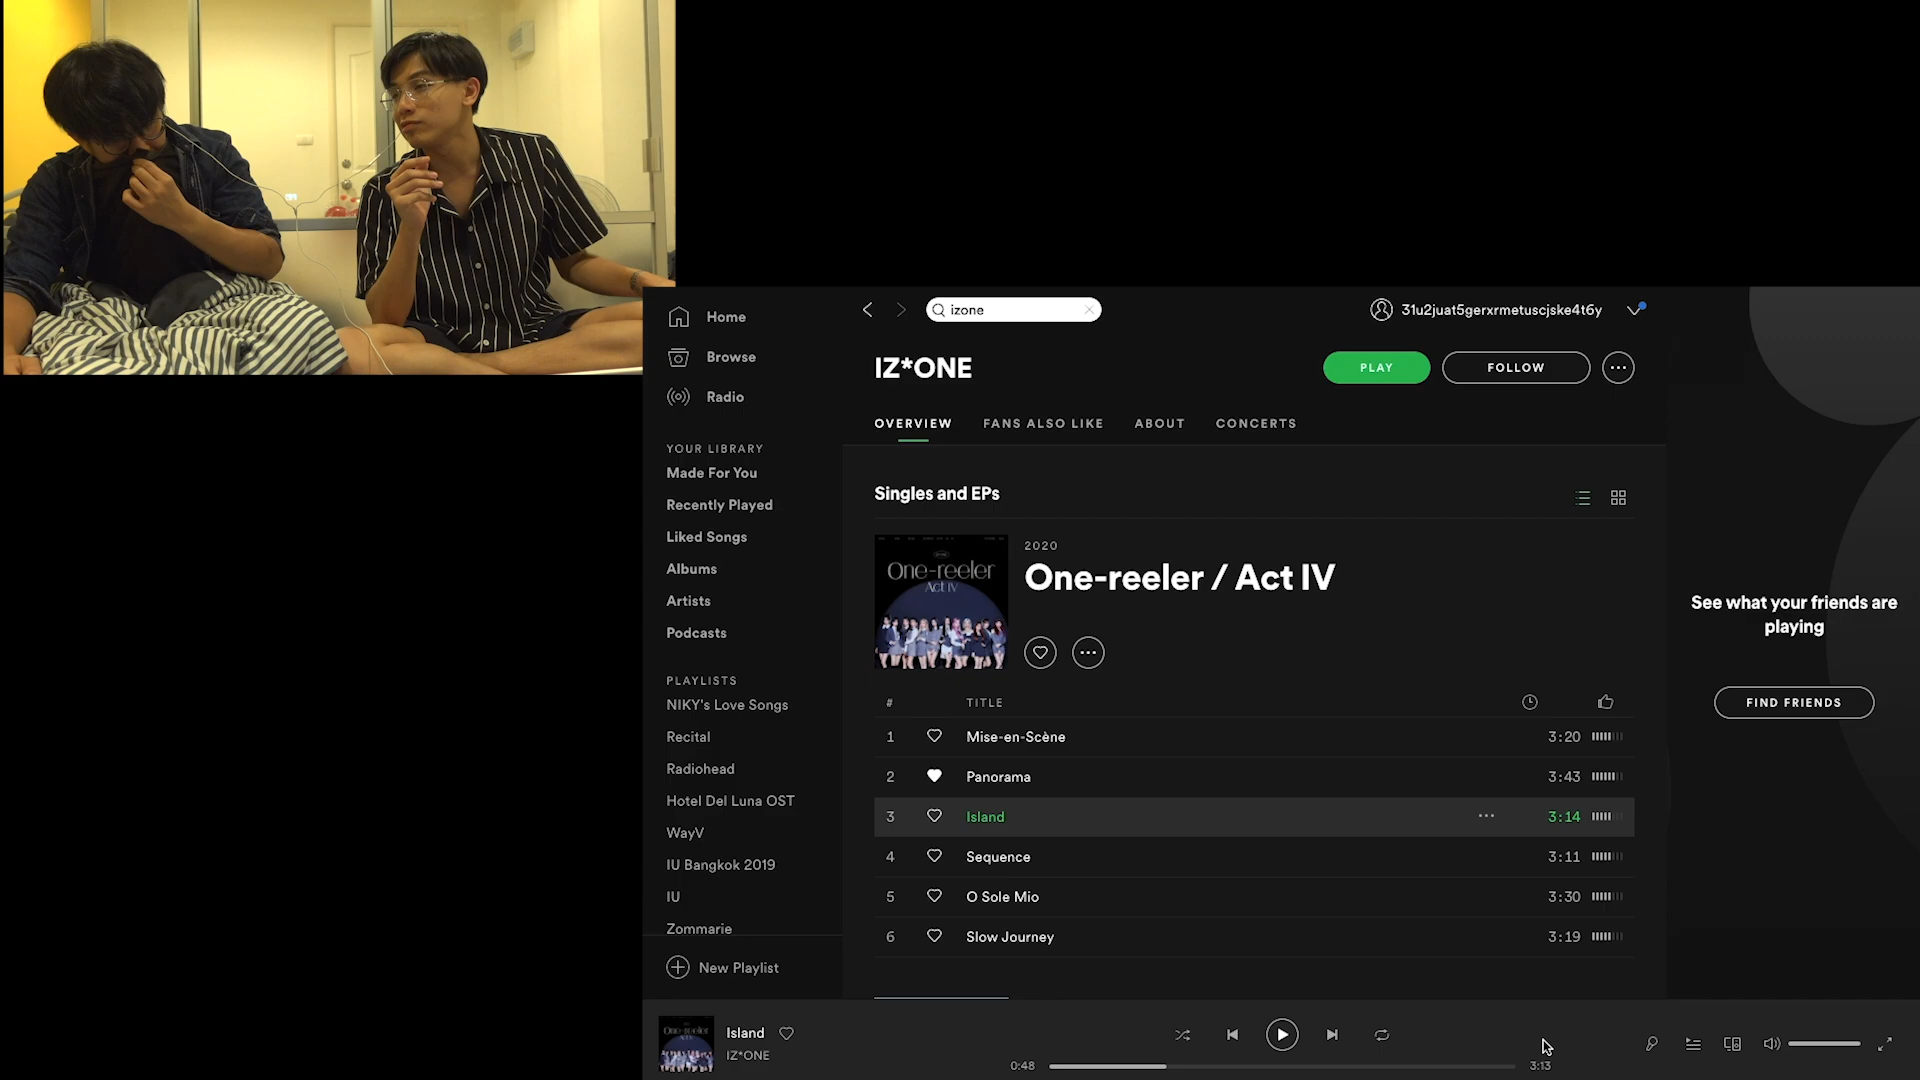 Home
Browse
Radio
YOUR LIBRARY
Made For You
Recently Played
Liked Songs
Albums
Artists
Podcasts
PLAYLISTS
NIKY's Love Songs
Recital
Radiohead
Hotel Del Luna OST
WayV
IU Bangkok 2019
IU
Zommarie
New Playlist
izone
31u2juat5gerxrmetuscjske4t6y
IZ*ONE
PLAY
FOLLOW
OVERVIEW FANS ALSO LIKE ABOUT CONCERTS
Singles and EPs
One-reeler
Act IV
2020
One-reeler / Act IV
# TITLE
1 Mise-en-Scène 3:20
2 Panorama 3:43
3 Island 3:14
4 Sequence 3:11
5 O Sole Mio 3:30
6 Slow Journey 3:19
See what your friends are
playing
FIND FRIENDS
One-reeler
Island
IZ*ONE
0:48
3:13